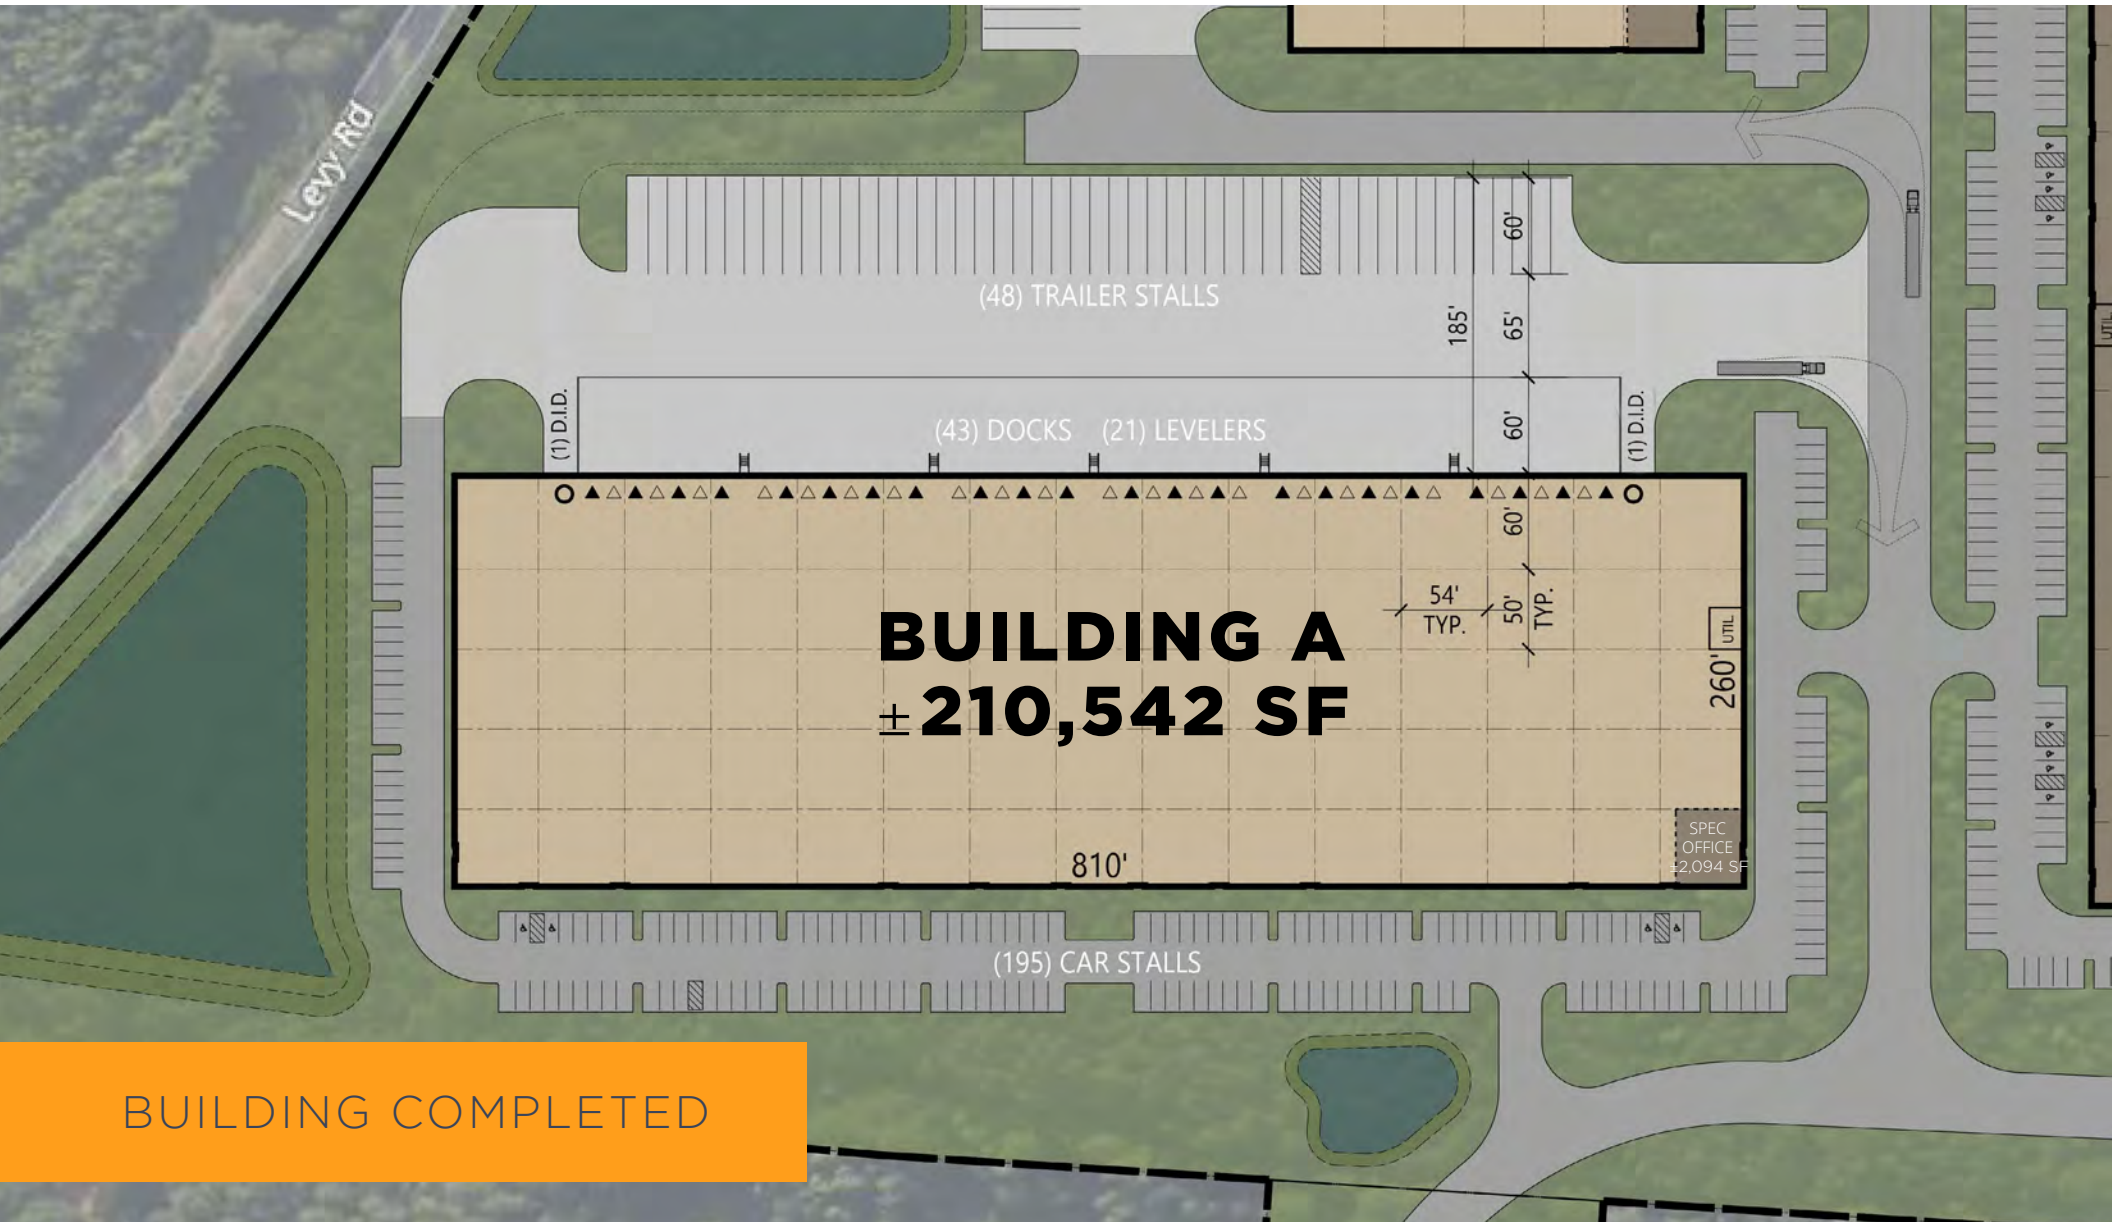 Levy Rd
60'
(48) TRAILER STALLS
185'
65'
(1) D.I.D.
(43) DOCKS (21) LEVELERS
60'
(1) D.I.D.
60'
54'
TYP.
50'
TYP.
UTIL
UTIL
BUILDING A
±210,542 SF
260'
SPEC
OFFICE
±2,094 SF
810'
(195) CAR STALLS
BUILDING COMPLETED